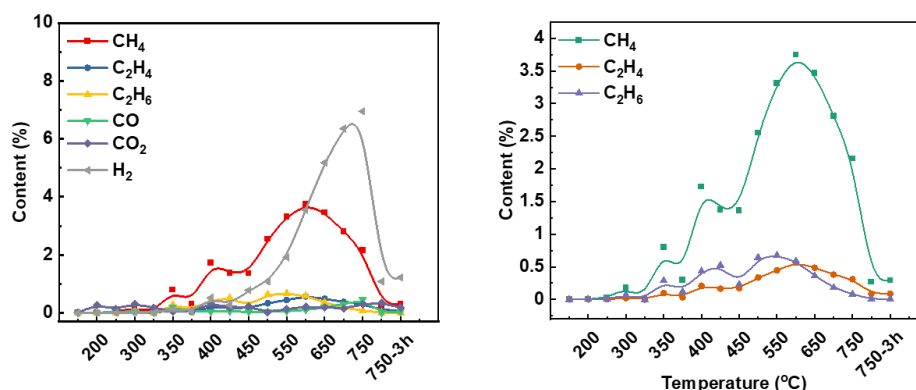 10
8
6
4
2
0
Content (%)
CH₄
C₂H₄
C₂H₆
CO
CO₂
H₂
200
300
350
400
450
550
650
750
750-3h
4
3.5
3
2.5
2
1.5
1
0.5
0
Content (%)
CH₄
C₂H₄
C₂H₆
200
300
350
400
450
550
650
750
750-3h
Temperature (°C)